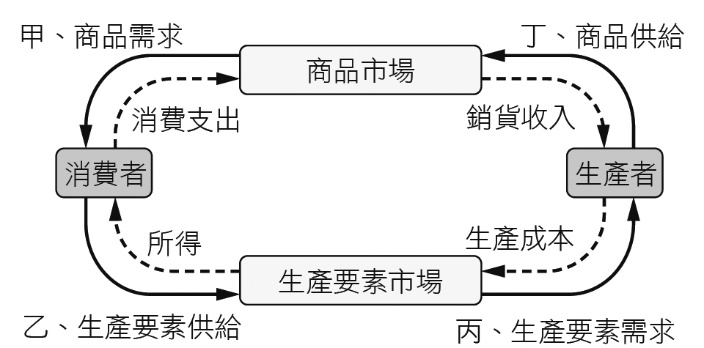 甲、商品需求
丁、商品供給
商品市場
消費支出
銷貨收入
消費者
生產者
所得
生產成本
生產要素市場
乙、生產要素供給
丙、生產要素需求